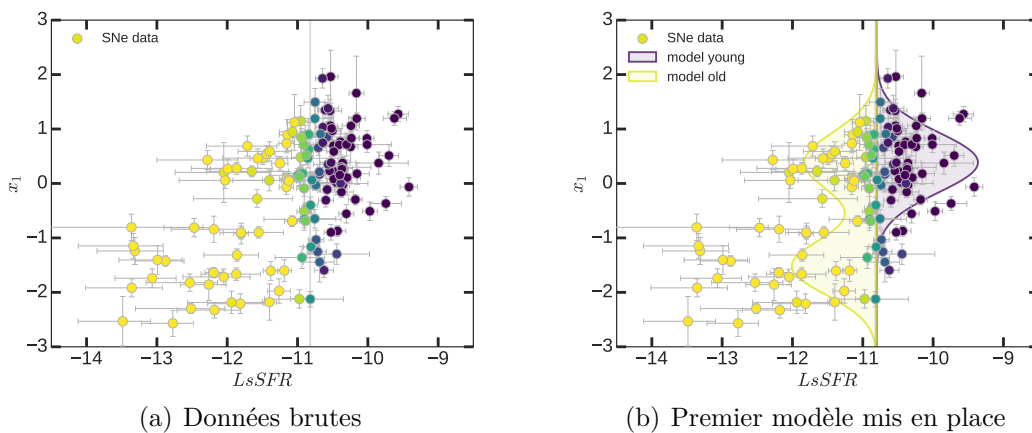 3
2
1
0
−1
−2
−3
x₁
SNe data
−14 −13 −12 −11 −10 −9
LsSFR
(a) Données brutes
3
2
1
0
−1
−2
−3
x₁
SNe data
model young
model old
−14 −13 −12 −11 −10 −9
LsSFR
(b) Premier modèle mis en place